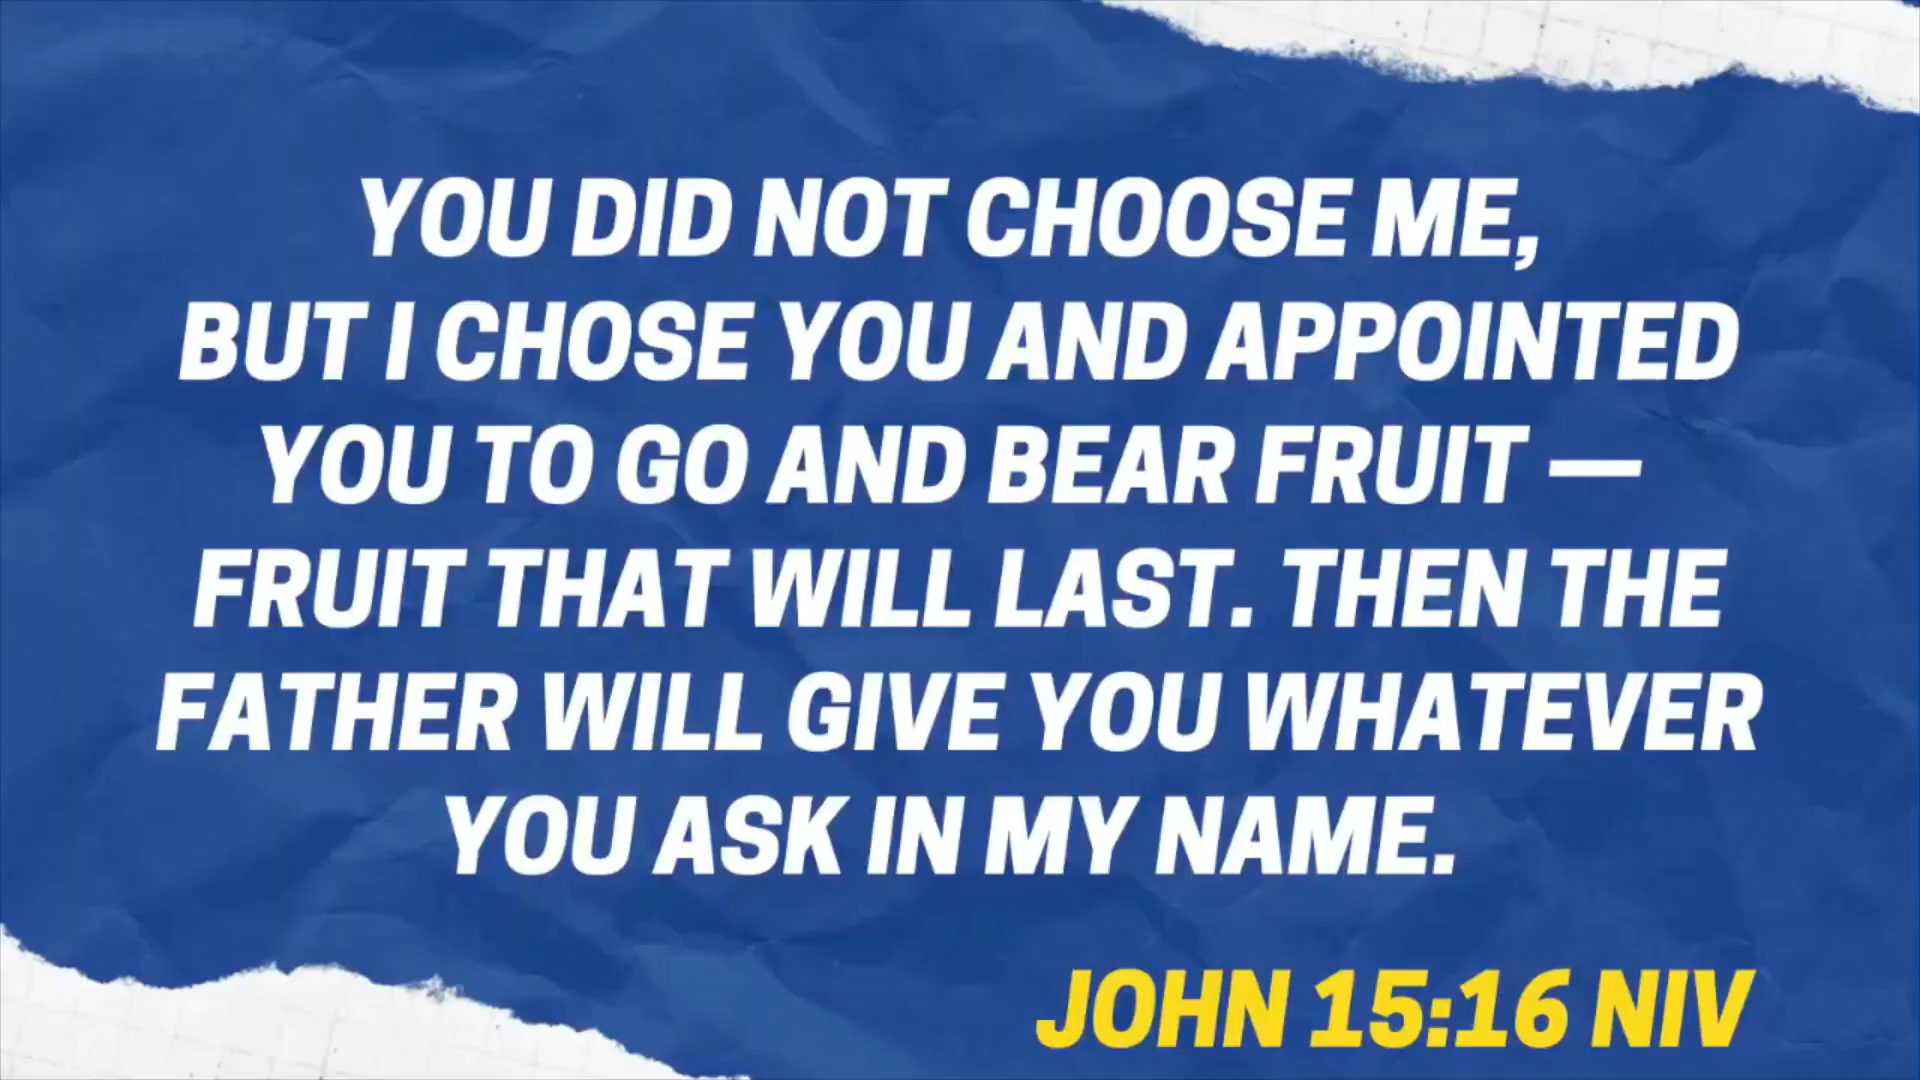 YOU DID NOT CHOOSE ME,
BUT I CHOSE YOU AND APPOINTED
YOU TO GO AND BEAR FRUIT —
FRUIT THAT WILL LAST. THEN THE
FATHER WILL GIVE YOU WHATEVER
YOU ASK IN MY NAME.
JOHN 15:16 NIV